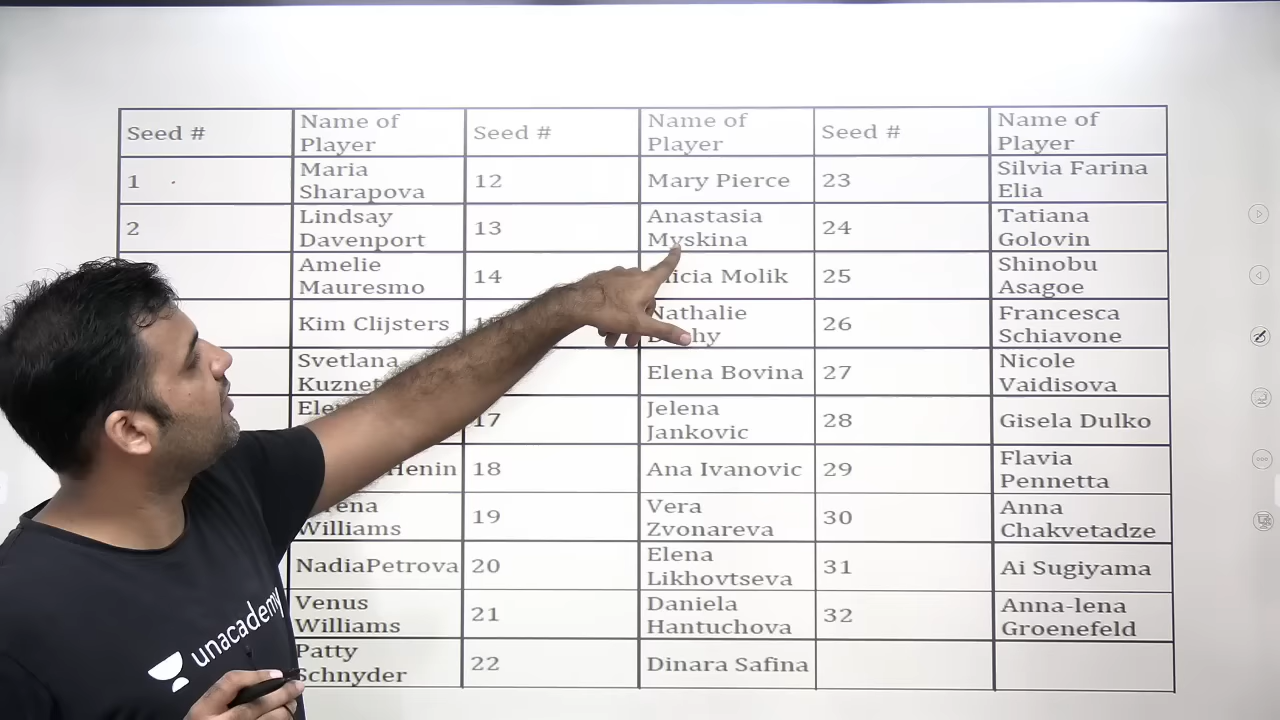 Seed #
Name of
Player
Seed #
Name of
Player
Seed #
Name of
Player
1
Maria
Sharapova
12
Mary Pierce
23
Silvia Farina
Elia
2
Lindsay
Davenport
13
Anastasia
Myskina
24
Tatiana
Golovin
Amelie
Mauresmo
14
Molik
25
Shinobu
Asagoe
Kim Clijsters
Nathalie
26
Francesca
Schiavone
Svetlana
Elena Bovina
27
Nicole
Vaidisova
17
Jelena
Jankovic
28
Gisela Dulko
Henin
18
Ana Ivanovic
29
Flavia
Pennetta
Williams
19
Vera
Zvonareva
30
Anna
Chakvetadze
NadiaPetrova
20
Elena
Likhovtseva
31
Ai Sugiyama
Venus
Williams
21
Daniela
Hantuchova
32
Anna-lena
Groenefeld
Patty
Schnyder
22
Dinara Safina
unacademy